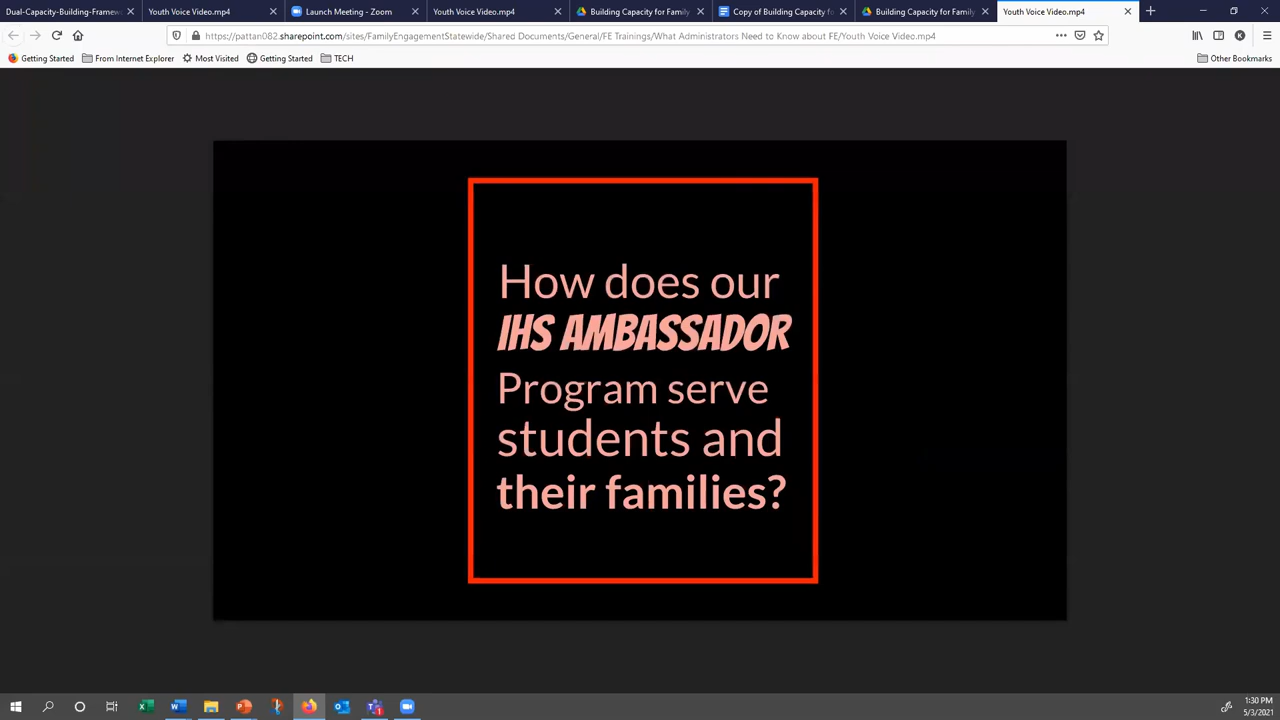 Dual-Capacity-Building-Framew
Youth Voice Video.mp4
Launch Meeting - Zoom
Youth Voice Video.mp4
Building Capacity for Family
Copy of Building Capacity for
Building Capacity for Family
Youth Voice Video.mp4
https://pattan082.sharepoint.com/sites/FamilyEngagementStatewide/Shared Documents/General/FE Trainings/What Administrators Need to Know about FE/Youth Voice Video.mp4
Getting Started
From Internet Explorer
Most Visited
Getting Started
TECH
Other Bookmarks
How does our
IHS AMBASSADOR
Program serve
students and
their families?
1:30 PM
5/3/2021